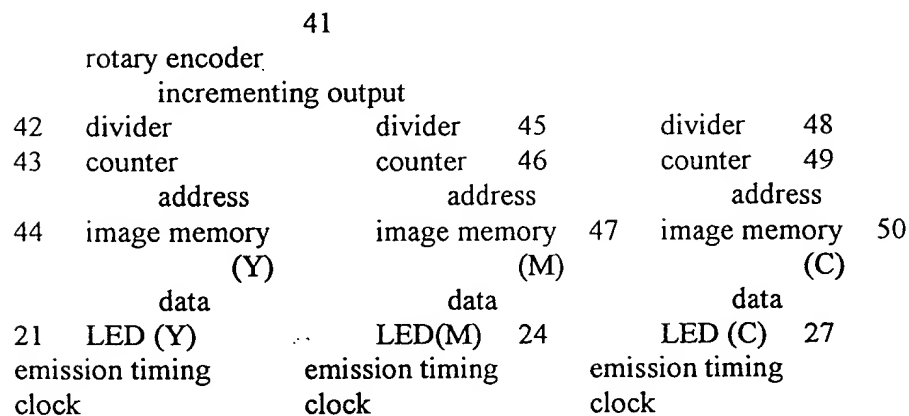 41
rotary encoder
incrementing output
42 divider divider 45 divider 48
43 counter counter 46 counter 49
address address address
44 image memory image memory 47 image memory 50
(Y) (M) (C)
data data data
21 LED (Y) LED(M) 24 LED (C) 27
emission timing emission timing emission timing
clock clock clock